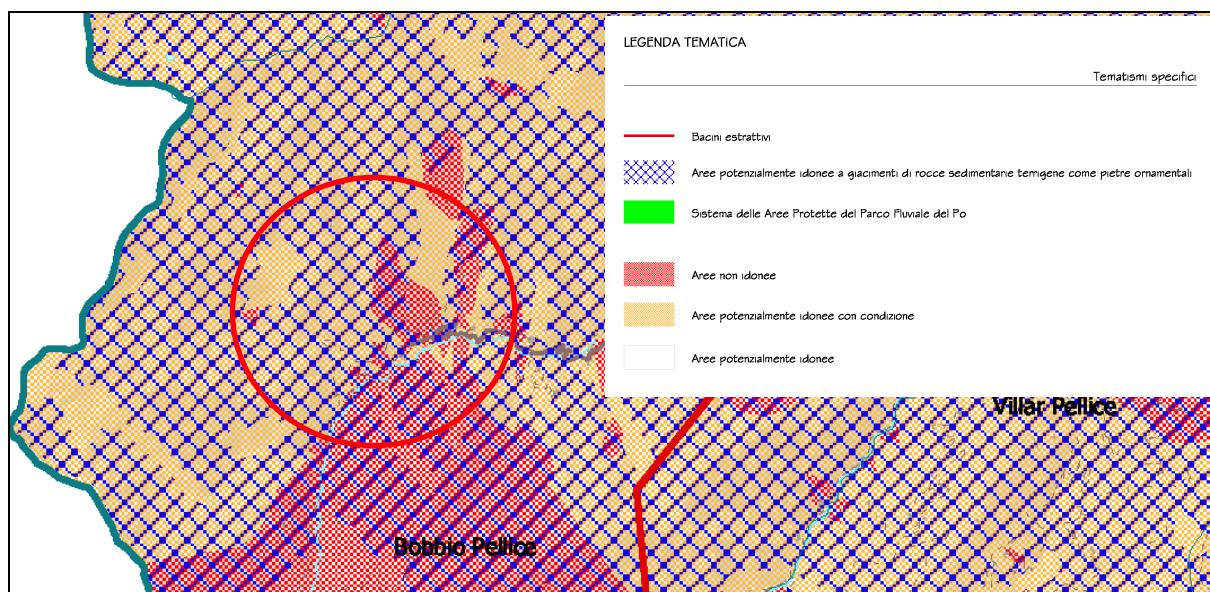 LEGENDA TEMATICA
Tematismi specifici
Bacini estrattivi
Aree potenzialmente idonee a giacimenti di rocce sedimentarie terrigene come pietre ornamentali
Sistema delle Aree Protette del Parco Fluviale del Po
Aree non idonee
Aree potenzialmente idonee con condizione
Aree potenzialmente idonee
Villar Pellice
Bobbio Pellice